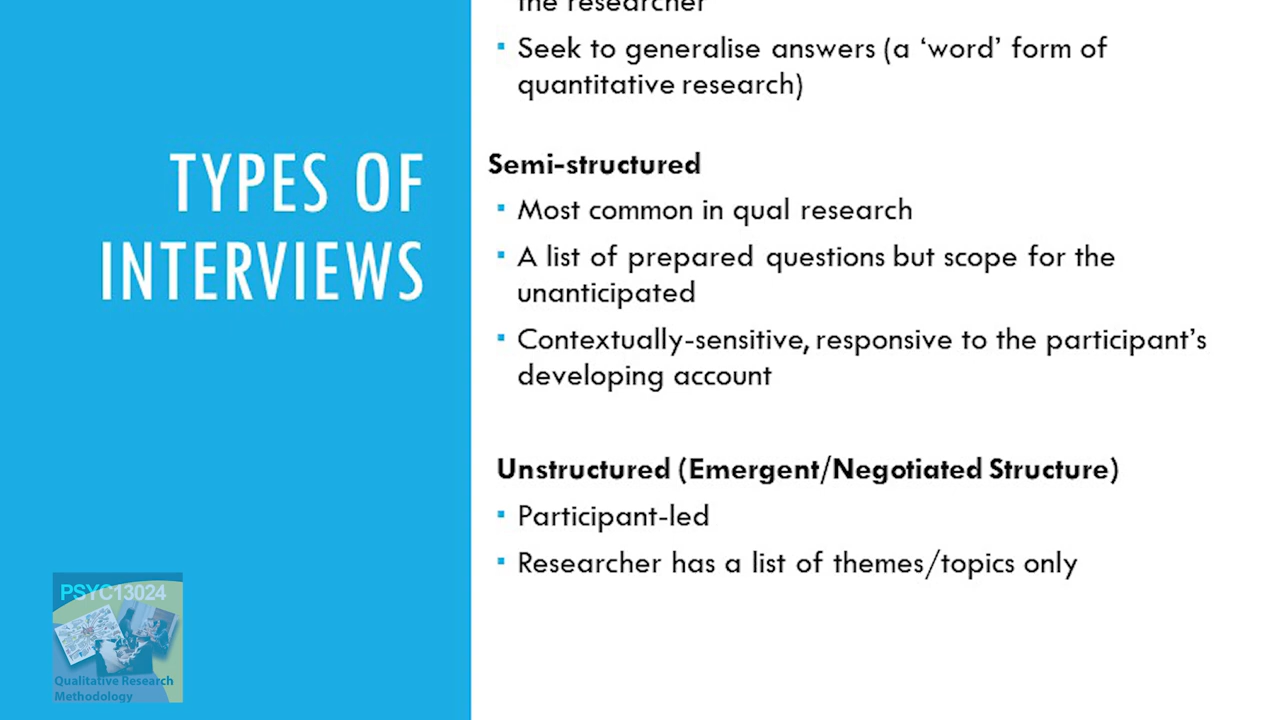 the researcher
▪ Seek to generalise answers (a ‘word’ form of
quantitative research)
TYPES OF
INTERVIEWS
Semi-structured
▪ Most common in qual research
▪ A list of prepared questions but scope for the
unanticipated
▪ Contextually-sensitive, responsive to the participant’s
developing account
Unstructured (Emergent/Negotiated Structure)
▪ Participant-led
▪ Researcher has a list of themes/topics only
PSYC13024
Qualitative Research
Methodology